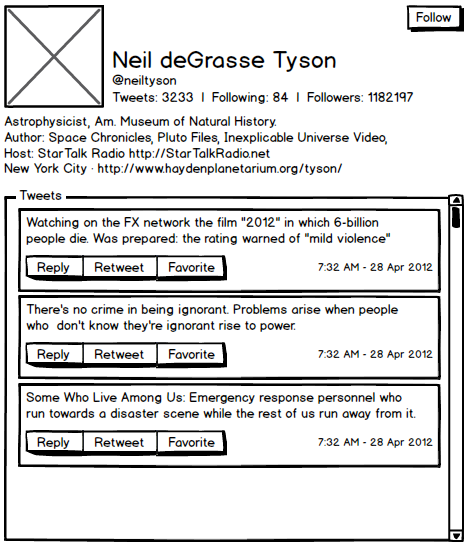 Follow
Neil deGrasse Tyson
@neiltyson
Tweets: 3233 | Following: 84 | Followers: 1182197
Astrophysicist, Am. Museum of Natural History.
Author: Space Chronicles, Pluto Files, Inexplicable Universe Video,
Host: StarTalk Radio http://StarTalkRadio.net
New York City · http://www.haydenplanetarium.org/tyson/
Tweets
Watching on the FX network the film "2012" in which 6-billion
people die. Was prepared: the rating warned of "mild violence"
Reply Retweet Favorite 7:32 AM - 28 Apr 2012
There's no crime in being ignorant. Problems arise when people
who don't know they're ignorant rise to power.
Reply Retweet Favorite 7:32 AM - 28 Apr 2012
Some Who Live Among Us: Emergency response personnel who
run towards a disaster scene while the rest of us run away from it.
Reply Retweet Favorite 7:32 AM - 28 Apr 2012